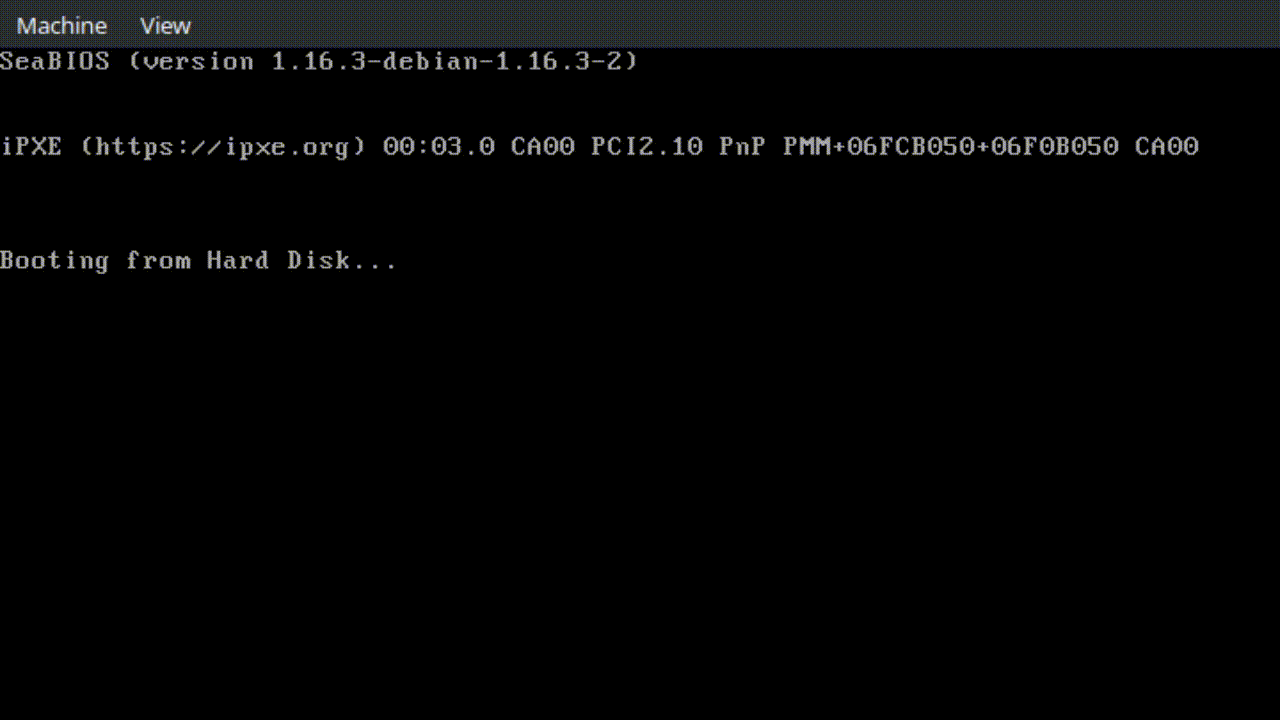 Machine View
SeaBIOS (version 1.16.3-debian-1.16.3-2)
iPXE (https://ipxe.org) 00:03.0 CA00 PCI2.10 PnP PMM+06FCB050+06F0B050 CA00
Booting from Hard Disk...